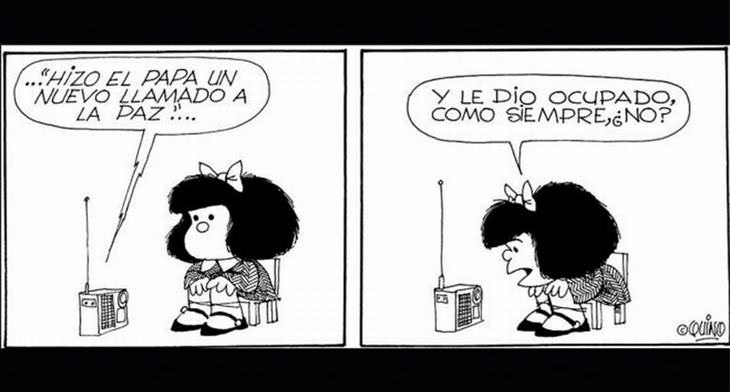 ..."HIZO EL PAPA UN
NUEVO LLAMADO A
LA PAZ"...
Y LE DIO OCUPADO,
COMO SIEMPRE,¿NO?
©QUINO